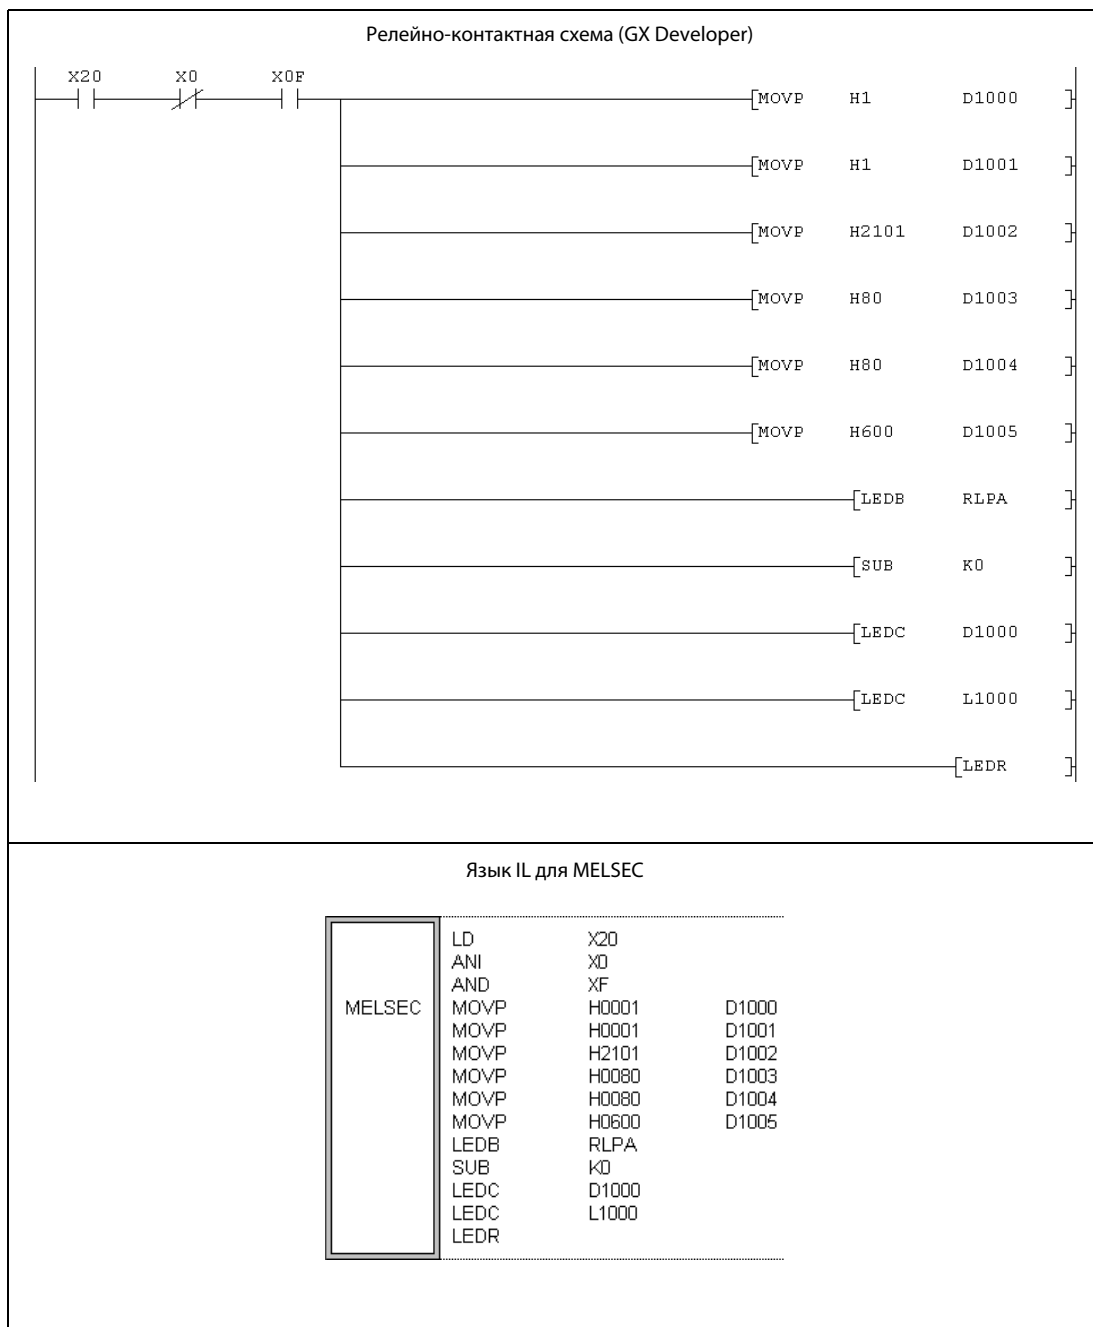 Релейно-контактная схема (GX Developer)
X20 X0 X0F
MOVP H1 D1000
MOVP H1 D1001
MOVP H2101 D1002
MOVP H80 D1003
MOVP H80 D1004
MOVP H600 D1005
LEDB RLPA
SUB K0
LEDC D1000
LEDC L1000
LEDR
Язык IL для MELSEC
LD X20
ANI X0
AND XF
MELSEC MOVP H0001 D1000
MOVP H0001 D1001
MOVP H2101 D1002
MOVP H0080 D1003
MOVP H0080 D1004
MOVP H0600 D1005
LEDB RLPA
SUB K0
LEDC D1000
LEDC L1000
LEDR